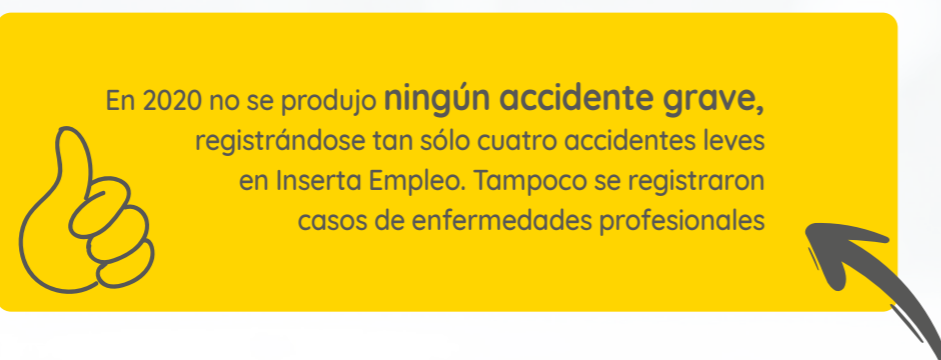 En 2020 no se produjo ningún accidente grave,
registrándose tan sólo cuatro accidentes leves
en Inserta Empleo. Tampoco se registraron
casos de enfermedades profesionales